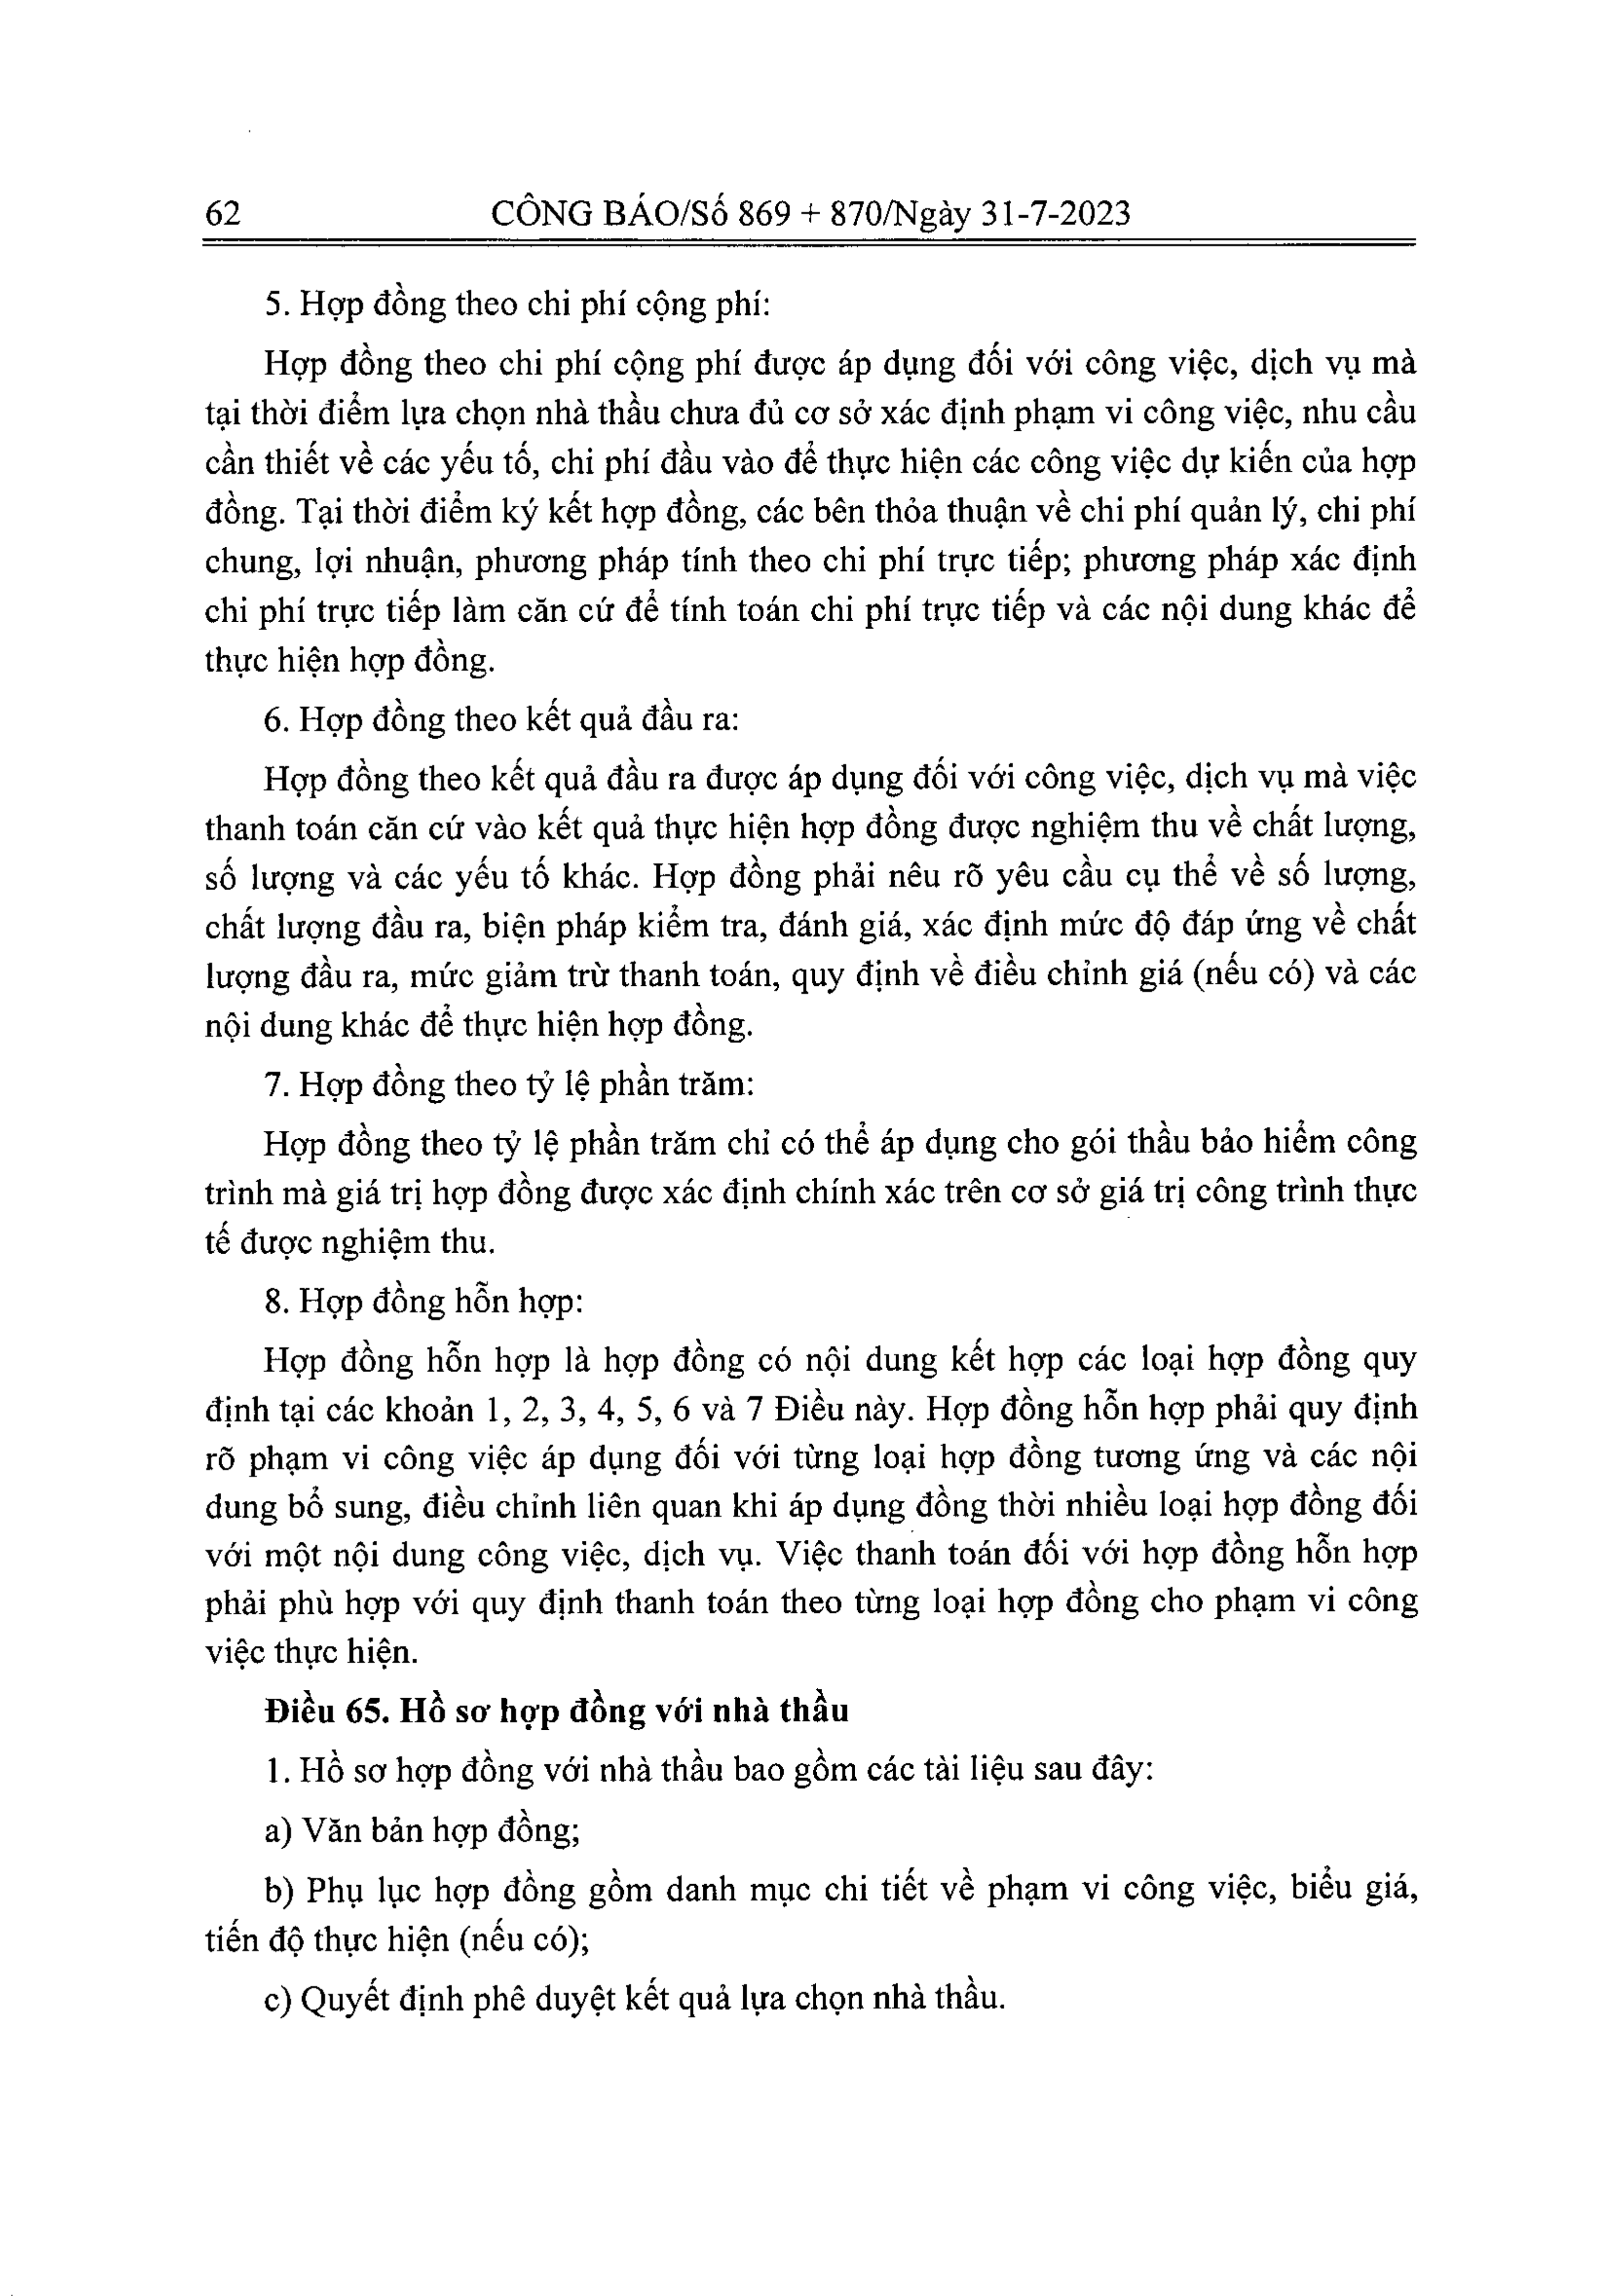 62 CÔNG BÁO/Số 869 + 870/Ngày 31-7-2023
5. Hợp đồng theo chi phí cộng phí:
Hợp đồng theo chi phí cộng phí được áp dụng đối với công việc, dịch vụ mà
tại thời điểm lựa chọn nhà thầu chưa đủ cơ sở xác định phạm vi công việc, nhu cầu
cần thiết về các yếu tố, chi phí đầu vào để thực hiện các công việc dự kiến của hợp
đồng. Tại thời điểm ký kết hợp đồng, các bên thỏa thuận về chi phí quản lý, chi phí
chung, lợi nhuận, phương pháp tính theo chi phí trực tiếp; phương pháp xác định
chi phí trực tiếp làm căn cứ để tính toán chi phí trực tiếp và các nội dung khác để
thực hiện hợp đồng.
6. Hợp đồng theo kết quả đầu ra:
Hợp đồng theo kết quả đầu ra được áp dụng đối với công việc, dịch vụ mà việc
thanh toán căn cứ vào kết quả thực hiện hợp đồng được nghiệm thu về chất lượng,
số lượng và các yếu tố khác. Hợp đồng phải nêu rõ yêu cầu cụ thể về số lượng,
chất lượng đầu ra, biện pháp kiểm tra, đánh giá, xác định mức độ đáp ứng về chất
lượng đầu ra, mức giảm trừ thanh toán, quy định về điều chỉnh giá (nếu có) và các
nội dung khác để thực hiện hợp đồng.
7. Hợp đồng theo tỷ lệ phần trăm:
Hợp đồng theo tỷ lệ phần trăm chỉ có thể áp dụng cho gói thầu bảo hiểm công
trình mà giá trị hợp đồng được xác định chính xác trên cơ sở giá trị công trình thực
tế được nghiệm thu.
8. Hợp đồng hỗn hợp:
Hợp đồng hỗn hợp là hợp đồng có nội dung kết hợp các loại hợp đồng quy
định tại các khoản 1, 2, 3, 4, 5, 6 và 7 Điều này. Hợp đồng hỗn hợp phải quy định
rõ phạm vi công việc áp dụng đối với từng loại hợp đồng tương ứng và các nội
dung bổ sung, điều chỉnh liên quan khi áp dụng đồng thời nhiều loại hợp đồng đối
với một nội dung công việc, dịch vụ. Việc thanh toán đối với hợp đồng hỗn hợp
phải phù hợp với quy định thanh toán theo từng loại hợp đồng cho phạm vi công
việc thực hiện.
Điều 65. Hồ sơ hợp đồng với nhà thầu
1. Hồ sơ hợp đồng với nhà thầu bao gồm các tài liệu sau đây:
a) Văn bản hợp đồng;
b) Phụ lục hợp đồng gồm danh mục chi tiết về phạm vi công việc, biểu giá,
tiến độ thực hiện (nếu có);
c) Quyết định phê duyệt kết quả lựa chọn nhà thầu.